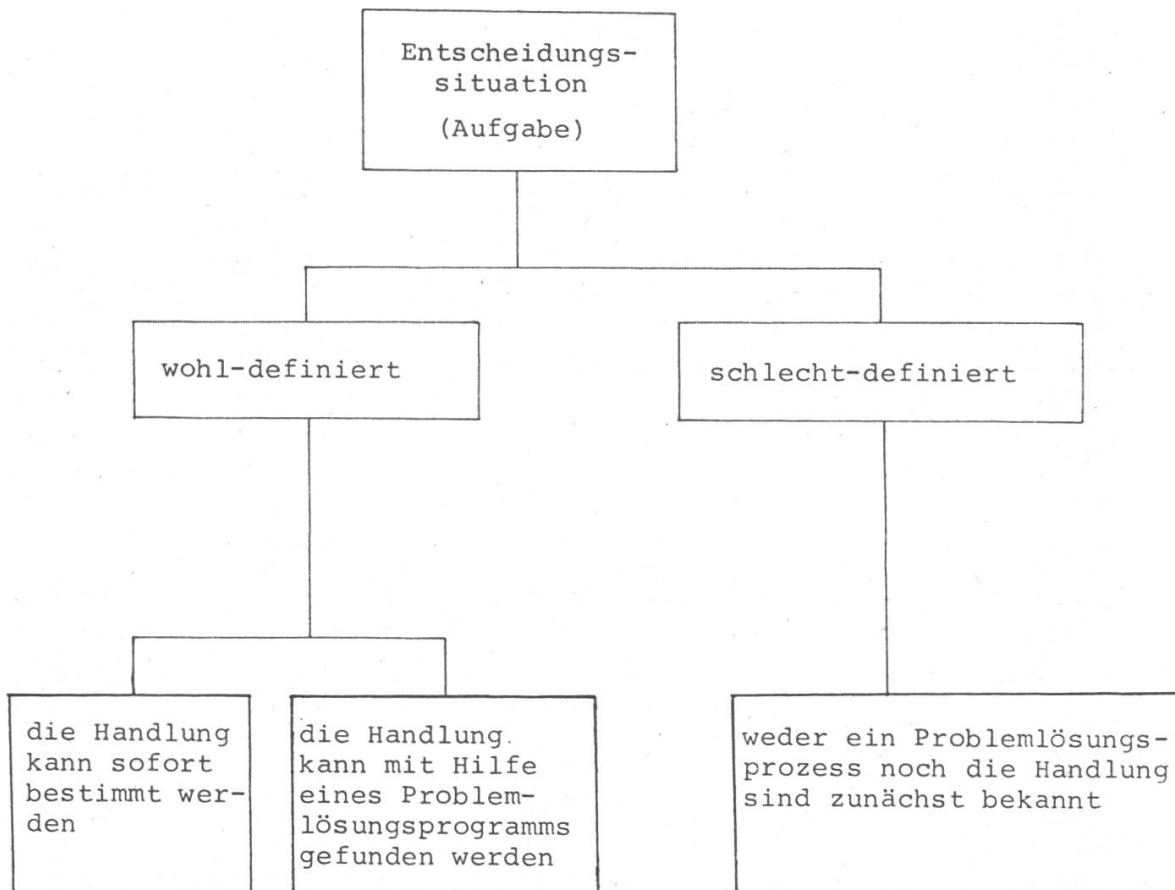 Entscheidungs-
situation
(Aufgabe)
wohl-definiert
schlecht-definiert
die Handlung
kann sofort
bestimmt wer-
den
die Handlung.
kann mit Hilfe
eines Problem-
lösungsprogramms
gefunden werden
weder ein Problemlösungs-
prozess noch die Handlung
sind zunächst bekannt